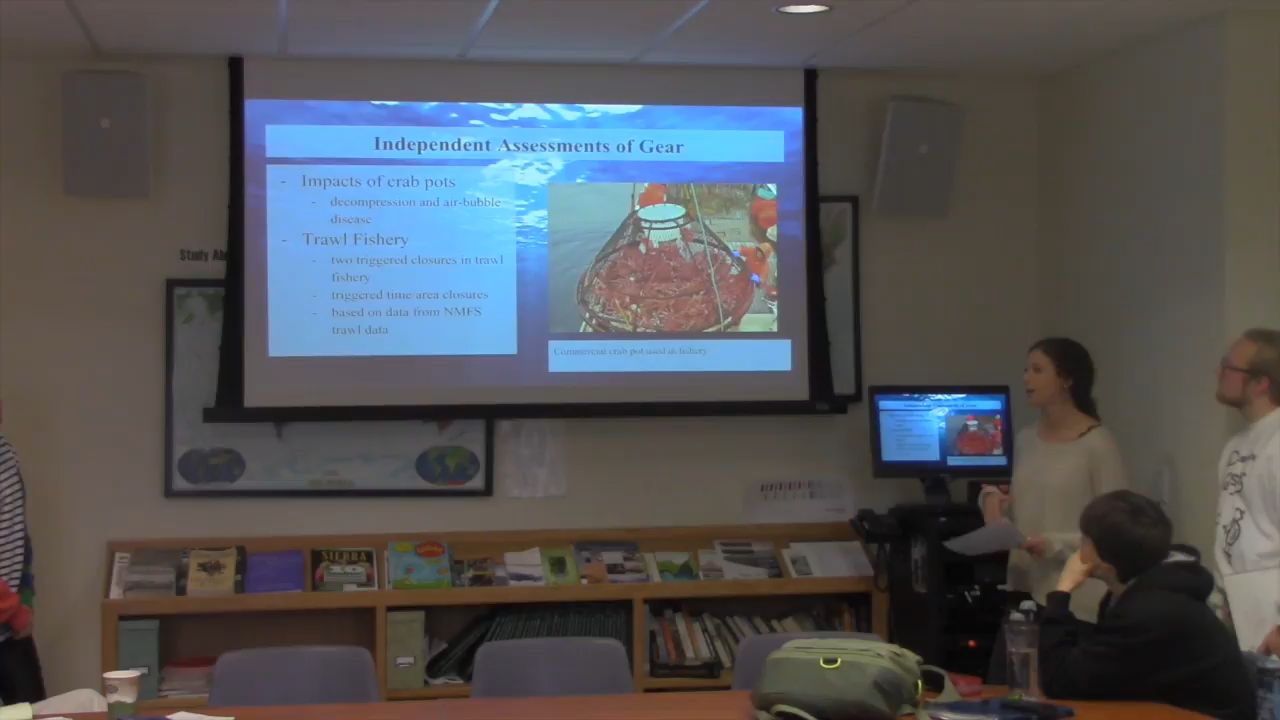 Independent Assessments of Gear
- Impacts of crab pots
- decompression and air-bubble
disease
- Trawl Fishery
- two triggered closures in trawl
fishery
- triggered time/area closures
- based on data from NMFS
trawl data
Commercial crab pot used in fishery
Study
SIERRA